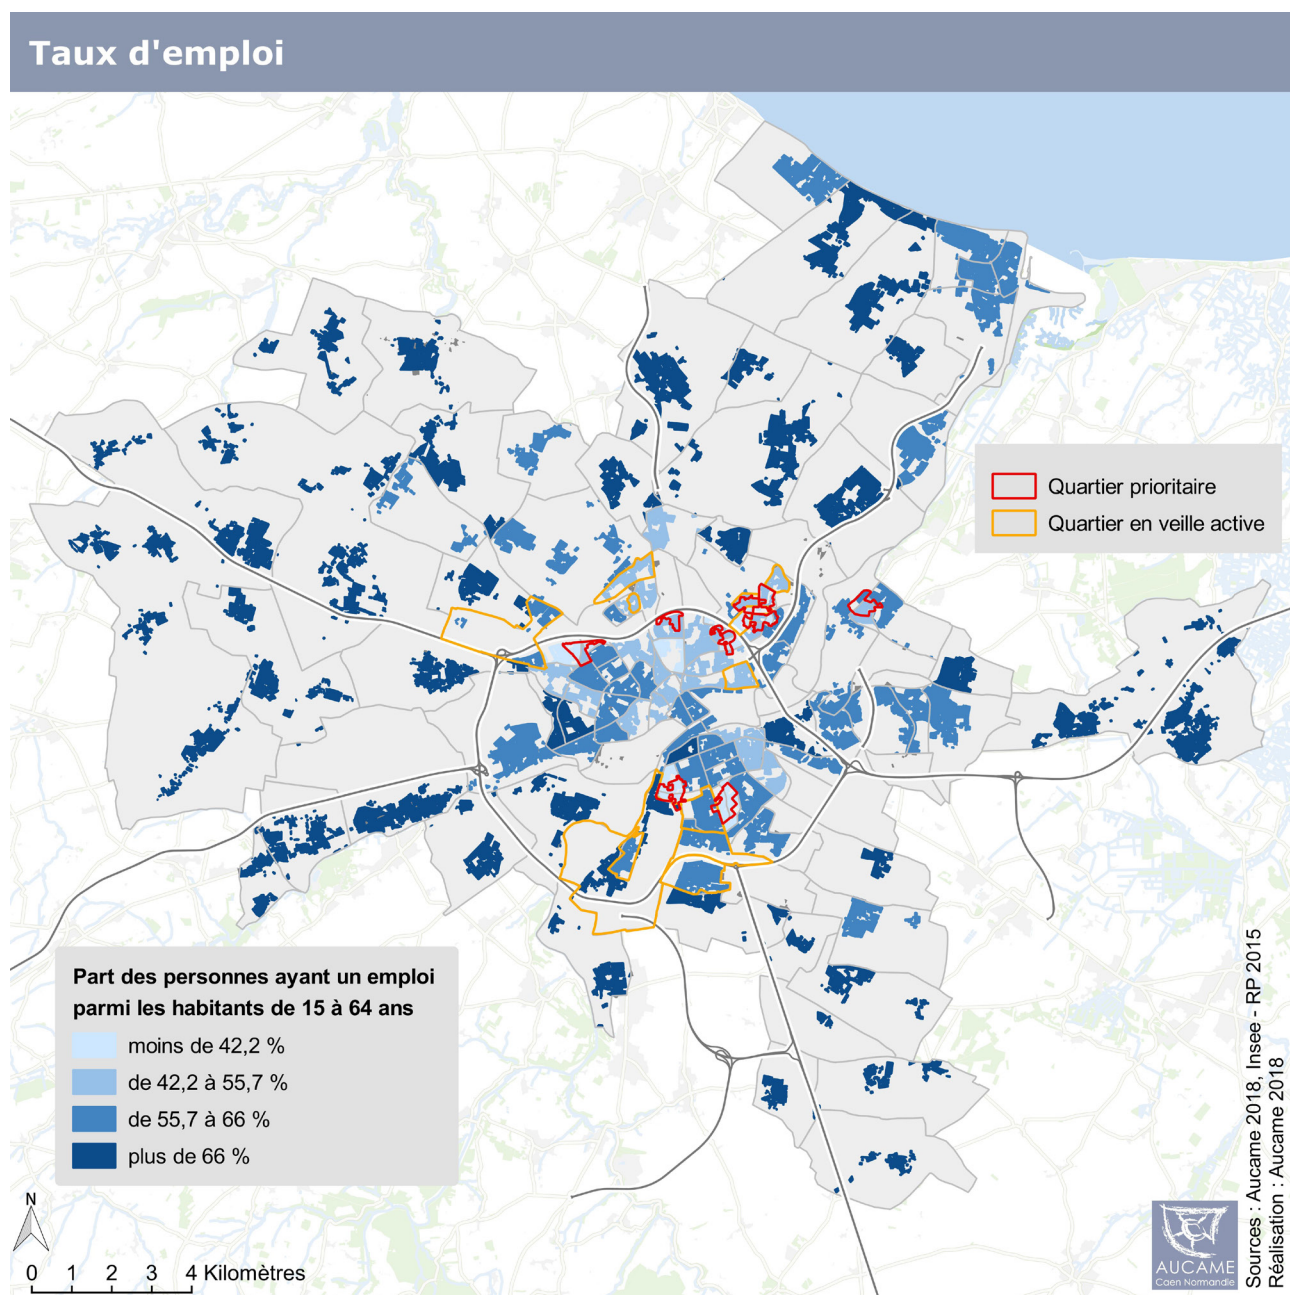 Taux d'emploi
Quartier prioritaire
Quartier en veille active
Part des personnes ayant un emploi
parmi les habitants de 15 à 64 ans
moins de 42,2 %
de 42,2 à 55,7 %
de 55,7 à 66 %
plus de 66 %
N
0 1 2 3 4 Kilomètres
AUCAME
Caen Normandie
Sources : Aucame 2018, Insee - RP 2015
Réalisation : Aucame 2018